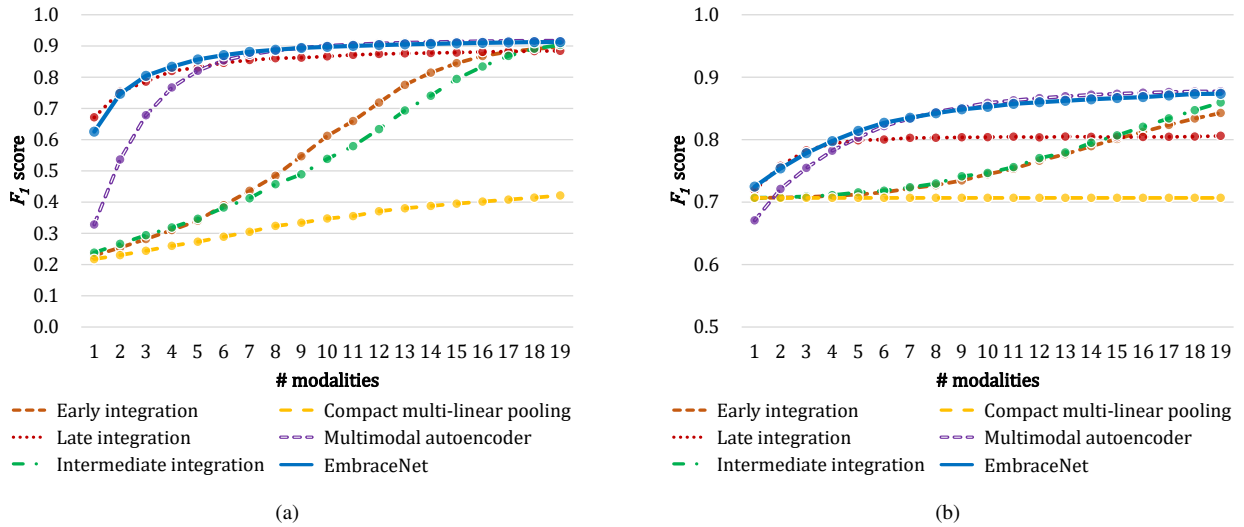 1.0
0.9
0.8
0.7
0.6
0.5
0.4
0.3
0.2
0.1
0.0
F1 score
1 2 3 4 5 6 7 8 9 10 11 12 13 14 15 16 17 18 19
# modalities
Early integration
Compact multi-linear pooling
Late integration
Multimodal autoencoder
Intermediate integration
EmbraceNet
(a)
1.0
0.9
0.8
0.7
0.6
0.5
F1 score
1 2 3 4 5 6 7 8 9 10 11 12 13 14 15 16 17 18 19
# modalities
Early integration
Compact multi-linear pooling
Late integration
Multimodal autoencoder
Intermediate integration
EmbraceNet
(b)